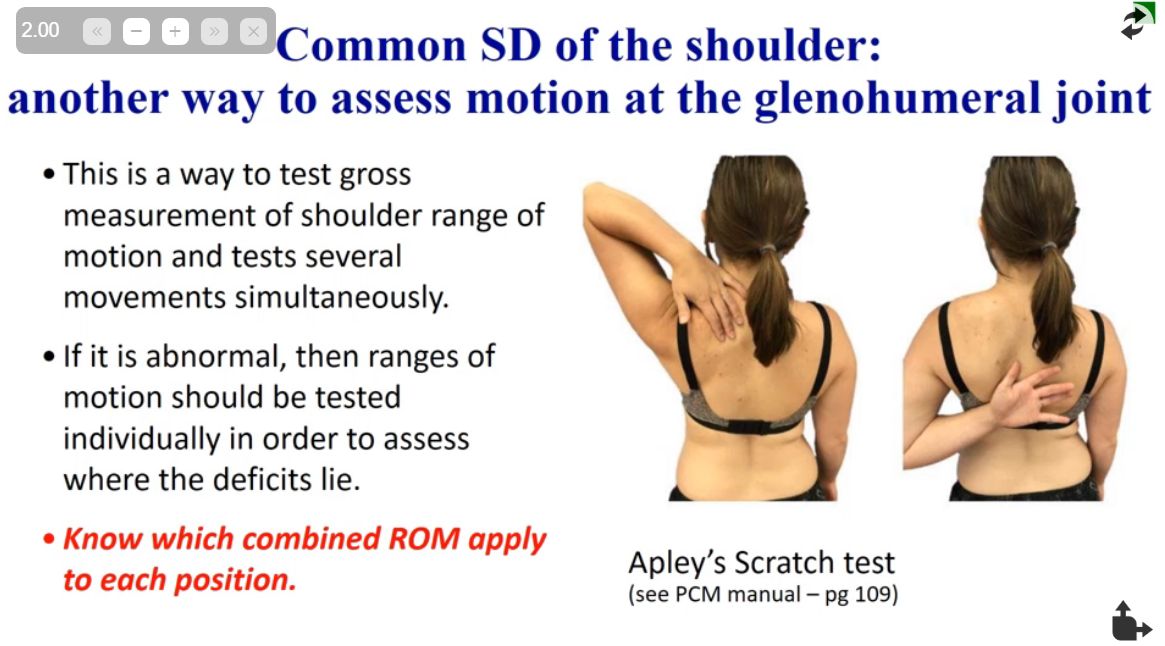 2.00
Common SD of the shoulder:
another way to assess motion at the glenohumeral joint
• This is a way to test gross
measurement of shoulder range of
motion and tests several
movements simultaneously.
• If it is abnormal, then ranges of
motion should be tested
individually in order to assess
where the deficits lie.
• Know which combined ROM apply
to each position.
Apley's Scratch test
(see PCM manual – pg 109)